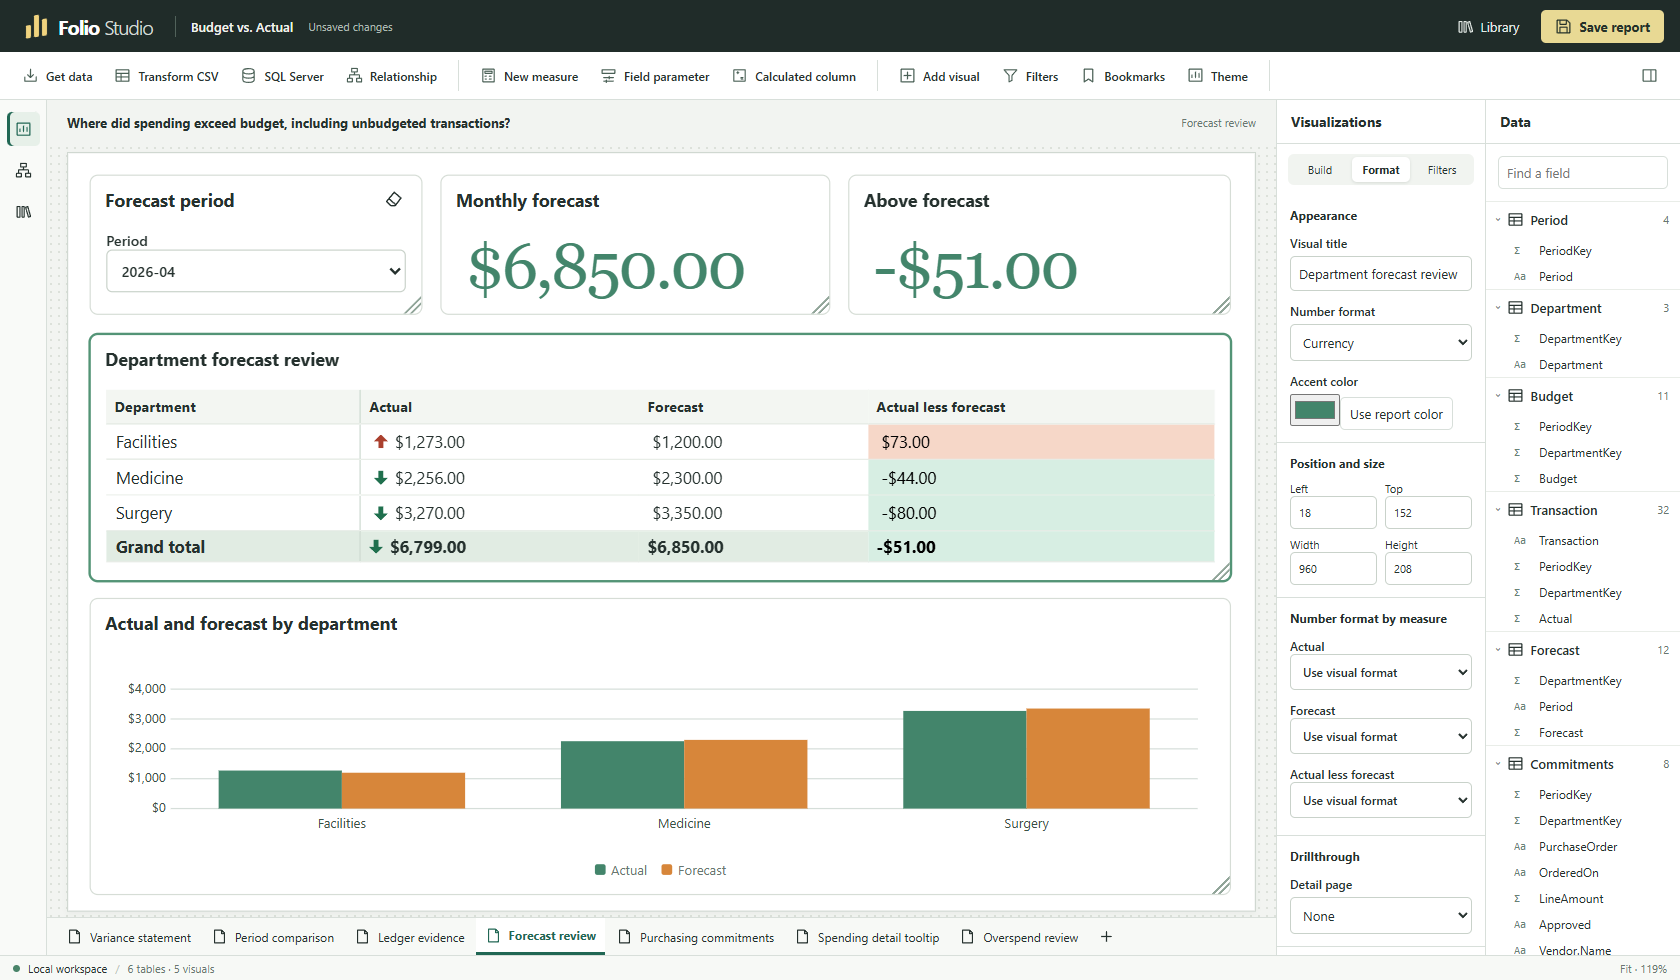 Folio Studio
Budget vs. Actual
Unsaved changes
Library
Save report
Get data
Transform CSV
SQL Server
Relationship
New measure
Field parameter
Calculated column
Add visual
Filters
Bookmarks
Theme
Where did spending exceed budget, including unbudgeted transactions?
Forecast review
Forecast period
Period
2026-04
Monthly forecast
$6,850.00
Above forecast
-$51.00
Department forecast review
Department Actual Forecast Actual less forecast
Facilities $1,273.00 $1,200.00 $73.00
Medicine $2,256.00 $2,300.00 -$44.00
Surgery $3,270.00 $3,350.00 -$80.00
Grand total $6,799.00 $6,850.00 -$51.00
Actual and forecast by department
$4,000
$3,000
$2,000
$1,000
$0
Facilities Medicine Surgery
Actual Forecast
Variance statement
Period comparison
Ledger evidence
Forecast review
Purchasing commitments
Spending detail tooltip
Overspend review
Local workspace / 6 tables · 5 visuals
Fit · 119%
Visualizations
Build Format Filters
Appearance
Visual title
Department forecast review
Number format
Currency
Accent color
Use report color
Position and size
Left Top
18 152
Width Height
960 208
Number format by measure
Actual
Use visual format
Forecast
Use visual format
Actual less forecast
Use visual format
Drillthrough
Detail page
None
Data
Find a field
Period 4
Σ PeriodKey
Aa Period
Department 3
Σ DepartmentKey
Aa Department
Budget 11
Σ PeriodKey
Σ DepartmentKey
Σ Budget
Transaction 32
Aa Transaction
Σ PeriodKey
Σ DepartmentKey
Σ Actual
Forecast 12
Σ DepartmentKey
Aa Period
Σ Forecast
Commitments 8
Σ PeriodKey
Σ DepartmentKey
Aa PurchaseOrder
Aa OrderedOn
Σ LineAmount
Aa Approved
Aa Vendor.Name